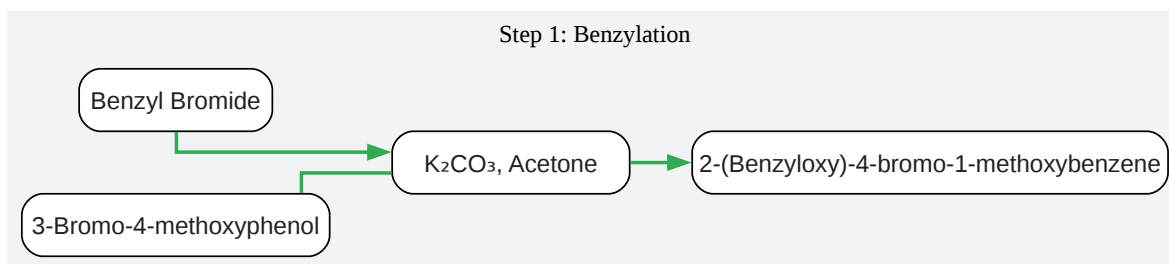 Step 1: Benzylation
Benzyl Bromide
K₂CO₃, Acetone
2-(Benzyloxy)-4-bromo-1-methoxybenzene
3-Bromo-4-methoxyphenol